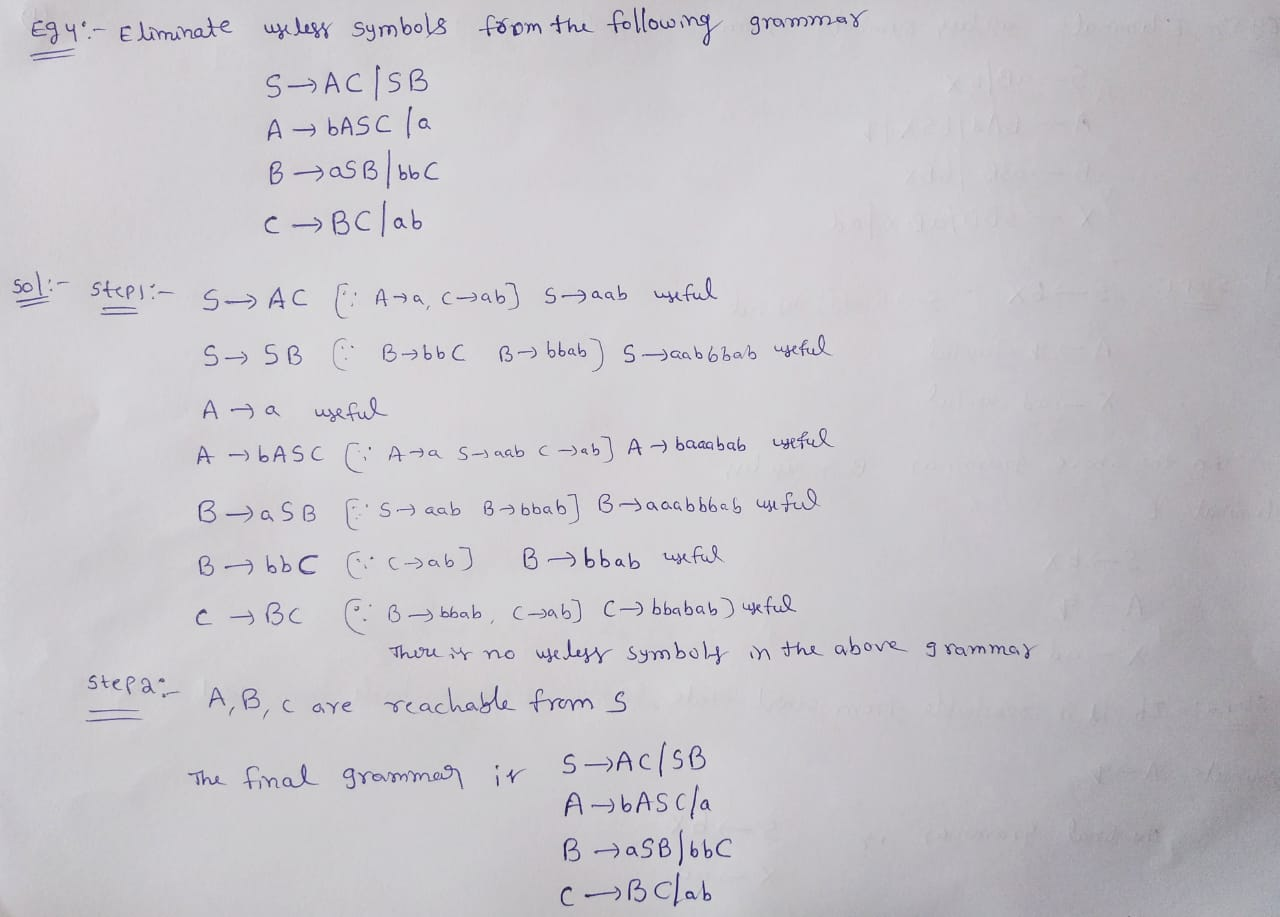 Eg 4:- Eliminate useless symbols from the following grammar
S → AC | SB
A → bASC | a
B → aSB | bbC
C → BC | ab
Sol:- Step1:- S → AC [∵ A → a, C → ab] S → aab useful
S → SB [∵ B → bbC B → bbab] S → aabbbab useful
A → a useful
A → bASC [∵ A → a S → aab C → ab] A → baaabab useful
B → aSB [∵ S → aab B → bbab] B → aaabbbab useful
B → bbC [∵ C → ab] B → bbab useful
C → BC [∵ B → bbab, C → ab] C → bbabab) useful
There is no useless symbols in the above grammar
Step2:- A, B, C are reachable from S
The final grammar is S → AC | SB
A → bASC | a
B → aSB | bbC
C → BC | ab